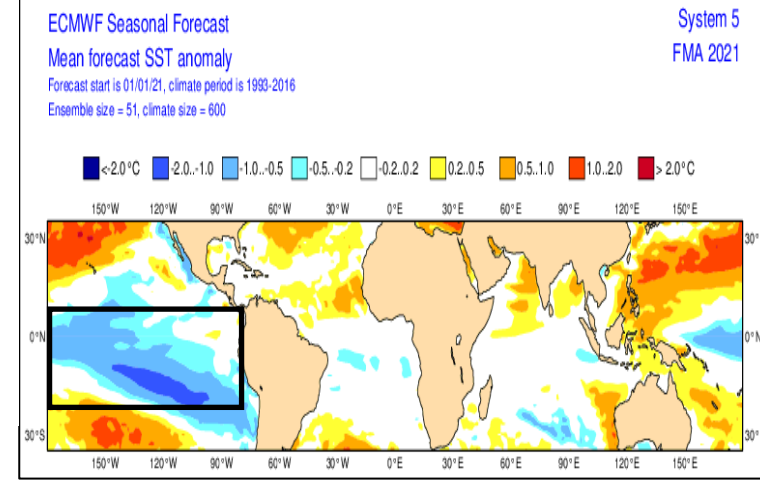 ECMWF Seasonal Forecast
System 5
Mean forecast SST anomaly
FMA 2021
Forecast start is 01/01/21, climate period is 1993-2016
Ensemble size = 51, climate size = 600
<-2.0°C -2.0..-1.0 -1.0..-0.5 -0.5..-0.2 -0.2..0.2 0.2..0.5 0.5..1.0 1.0..2.0 > 2.0°C
150°W 120°W 90°W 60°W 30°W 0°E 30°E 60°E 90°E 120°E 150°E
30°N 30°
0°N 0°N
30°S 30°
150°W 120°W 90°W 60°W 30°W 0°E 30°E 60°E 90°E 120°E 150°E